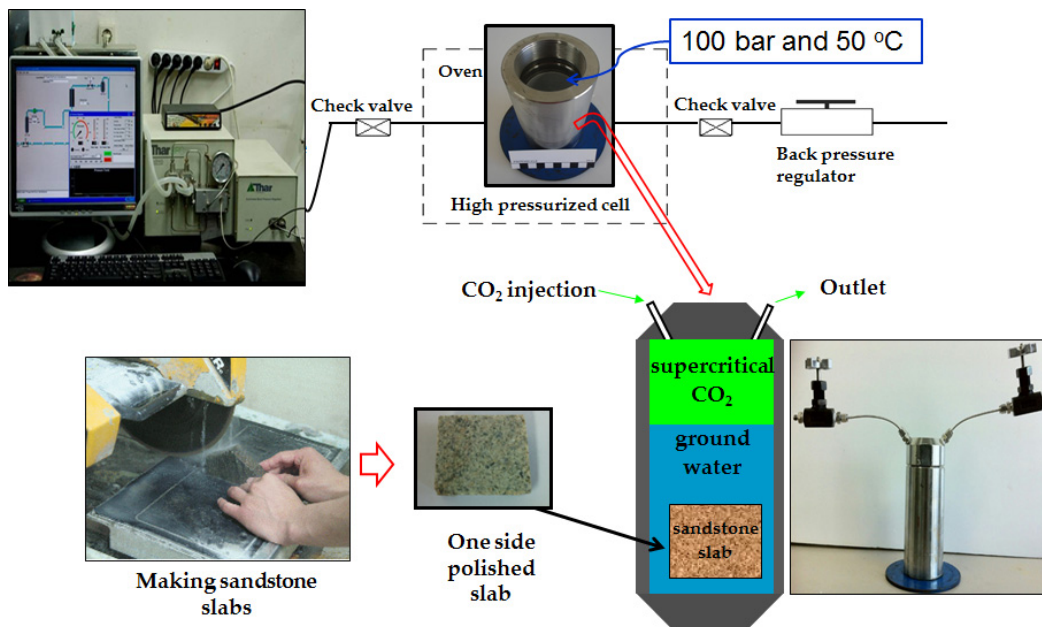 100 bar and 50 °C
Oven
Check valve
Check valve
Thar
Thar
Back pressure
regulator
High pressurized cell
CO₂ injection
Outlet
supercritical
CO₂
ground
water
sandstone
slab
One side
polished
slab
Making sandstone
slabs